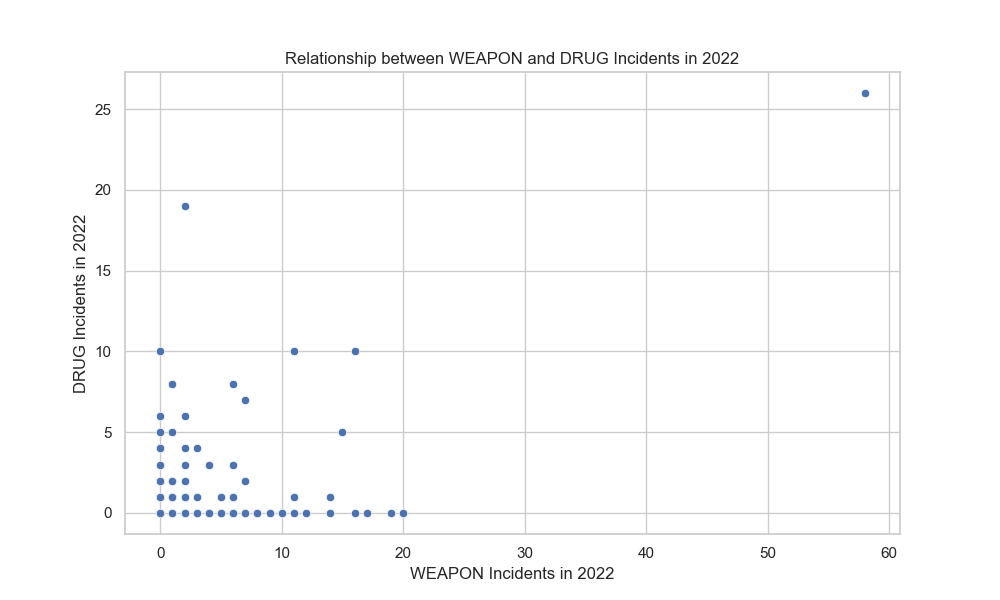 Relationship between WEAPON and DRUG Incidents in 2022
25
20
15
10
5
0
DRUG Incidents in 2022
0 10 20 30 40 50 60
WEAPON Incidents in 2022